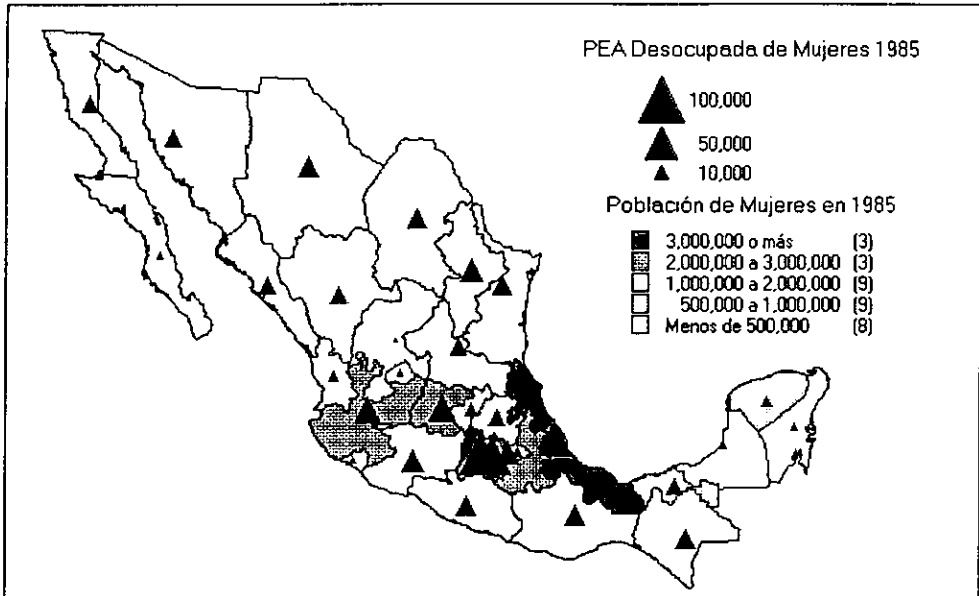 PEA Desocupada de Mujeres 1985
100,000
50,000
10,000
Población de Mujeres en 1985
3,000,000 o más (3)
2,000,000 a 3,000,000 (3)
1,000,000 a 2,000,000 (9)
500,000 a 1,000,000 (9)
Menos de 500,000 (8)